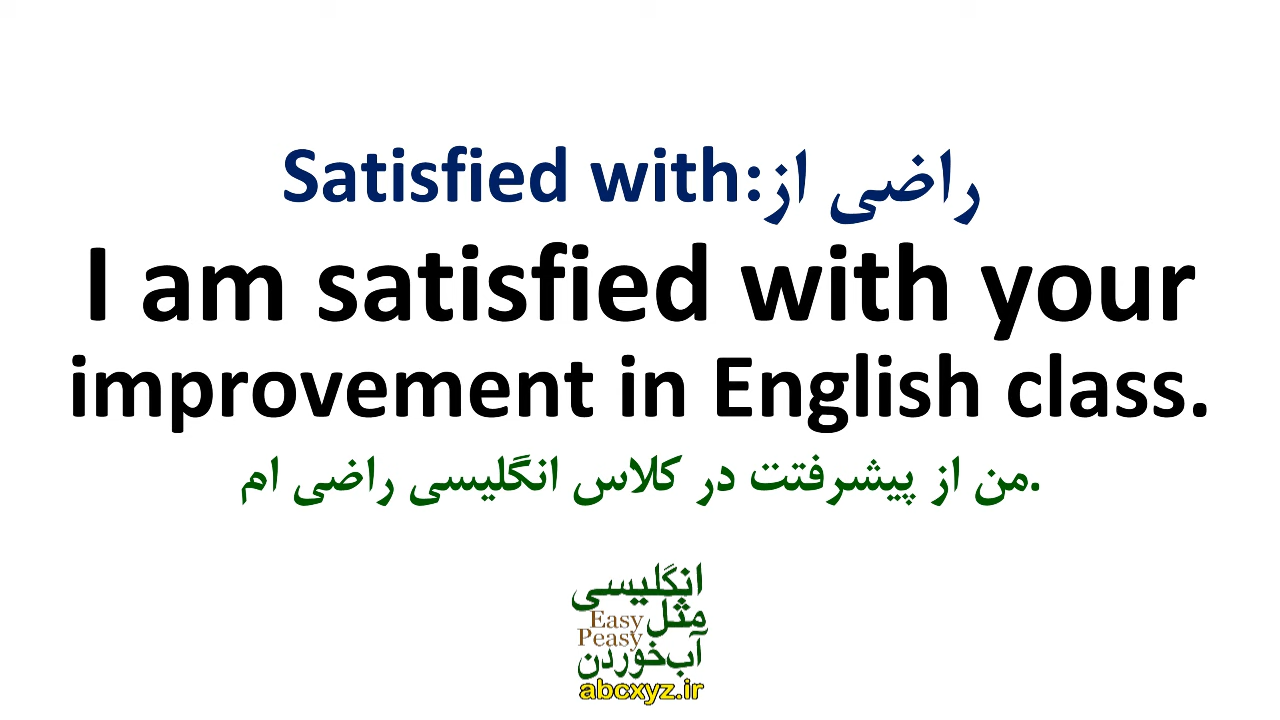 Satisfied with:راضی از
I am satisfied with your
improvement in English class.
من از پیشرفتت در کلاس انگلیسی راضی ام.
انگلیسی
مثل
Easy
Peasy
آب‌خوردن
abcxyz.ir